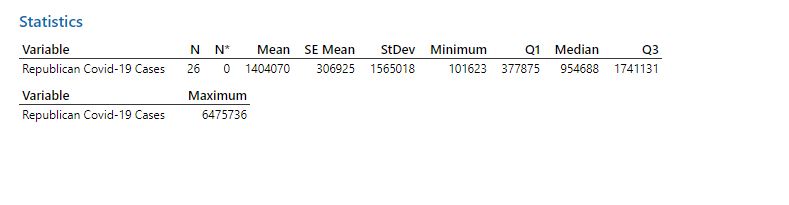 Statistics
Variable N N* Mean SE Mean StDev Minimum Q1 Median Q3
Republican Covid-19 Cases 26 0 1404070 306925 1565018 101623 377875 954688 1741131
Variable Maximum
Republican Covid-19 Cases 6475736